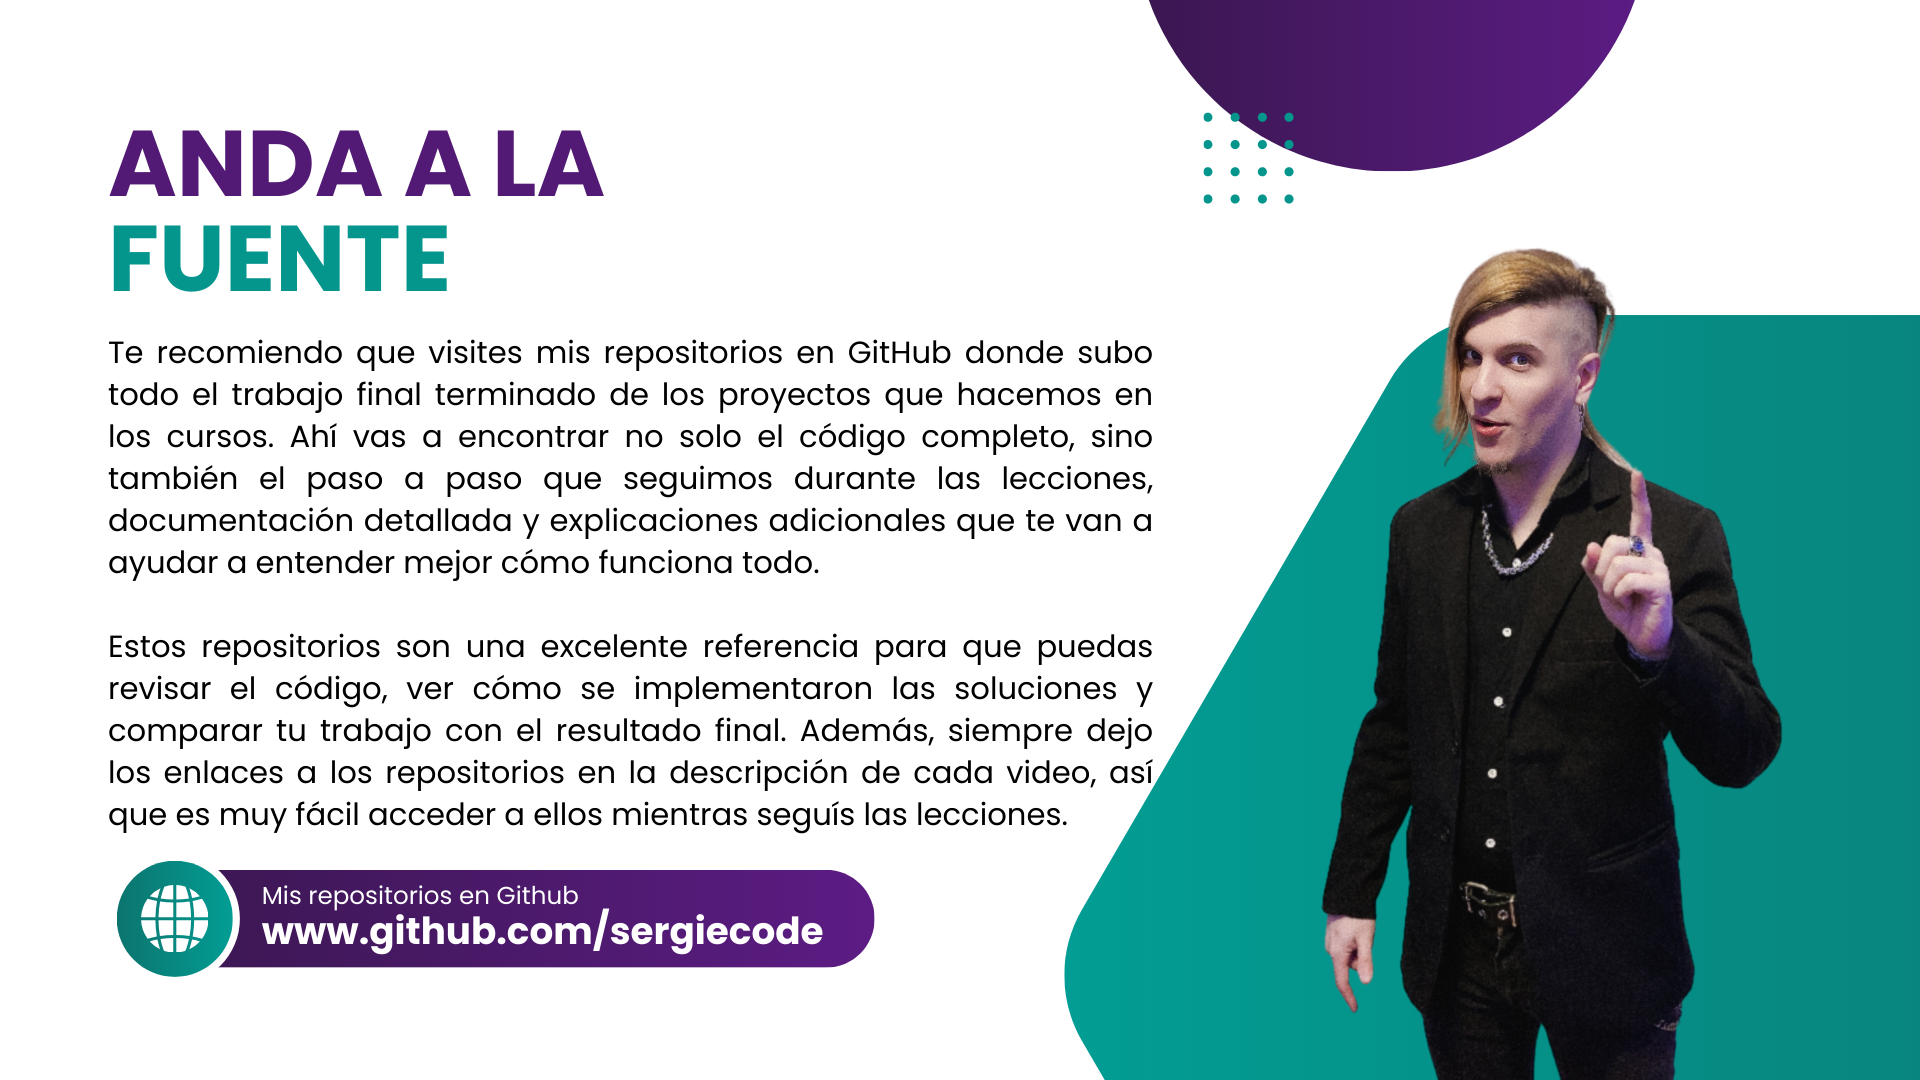 ANDA A LA
FUENTE
Te recomiendo que visites mis repositorios en GitHub donde subo
todo el trabajo final terminado de los proyectos que hacemos en
los cursos. Ahí vas a encontrar no solo el código completo, sino
también el paso a paso que seguimos durante las lecciones,
documentación detallada y explicaciones adicionales que te van a
ayudar a entender mejor cómo funciona todo.
Estos repositorios son una excelente referencia para que puedas
revisar el código, ver cómo se implementaron las soluciones y
comparar tu trabajo con el resultado final. Además, siempre dejo
los enlaces a los repositorios en la descripción de cada video, así
que es muy fácil acceder a ellos mientras seguís las lecciones.
Mis repositorios en Github
www.github.com/sergiecode